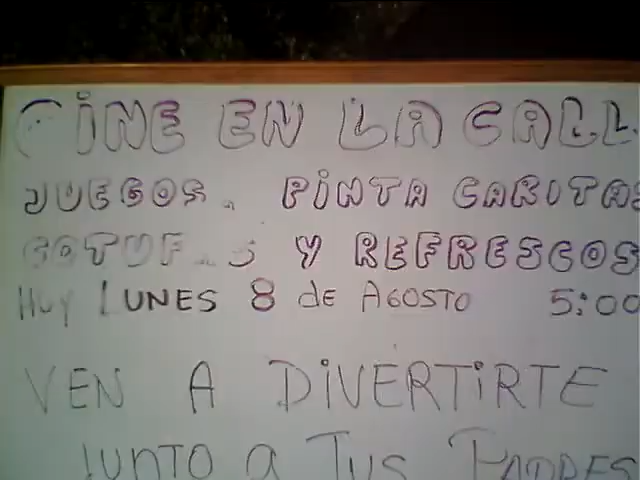 CiNE EN LA CALL
JUEGOS. PiNTA CARITAS
Y REFRESCOS
Hoy LUNES 8 de AGOSTO 5:00
VEN A DiVERTiRTE
JUNTO a TUS PADRES